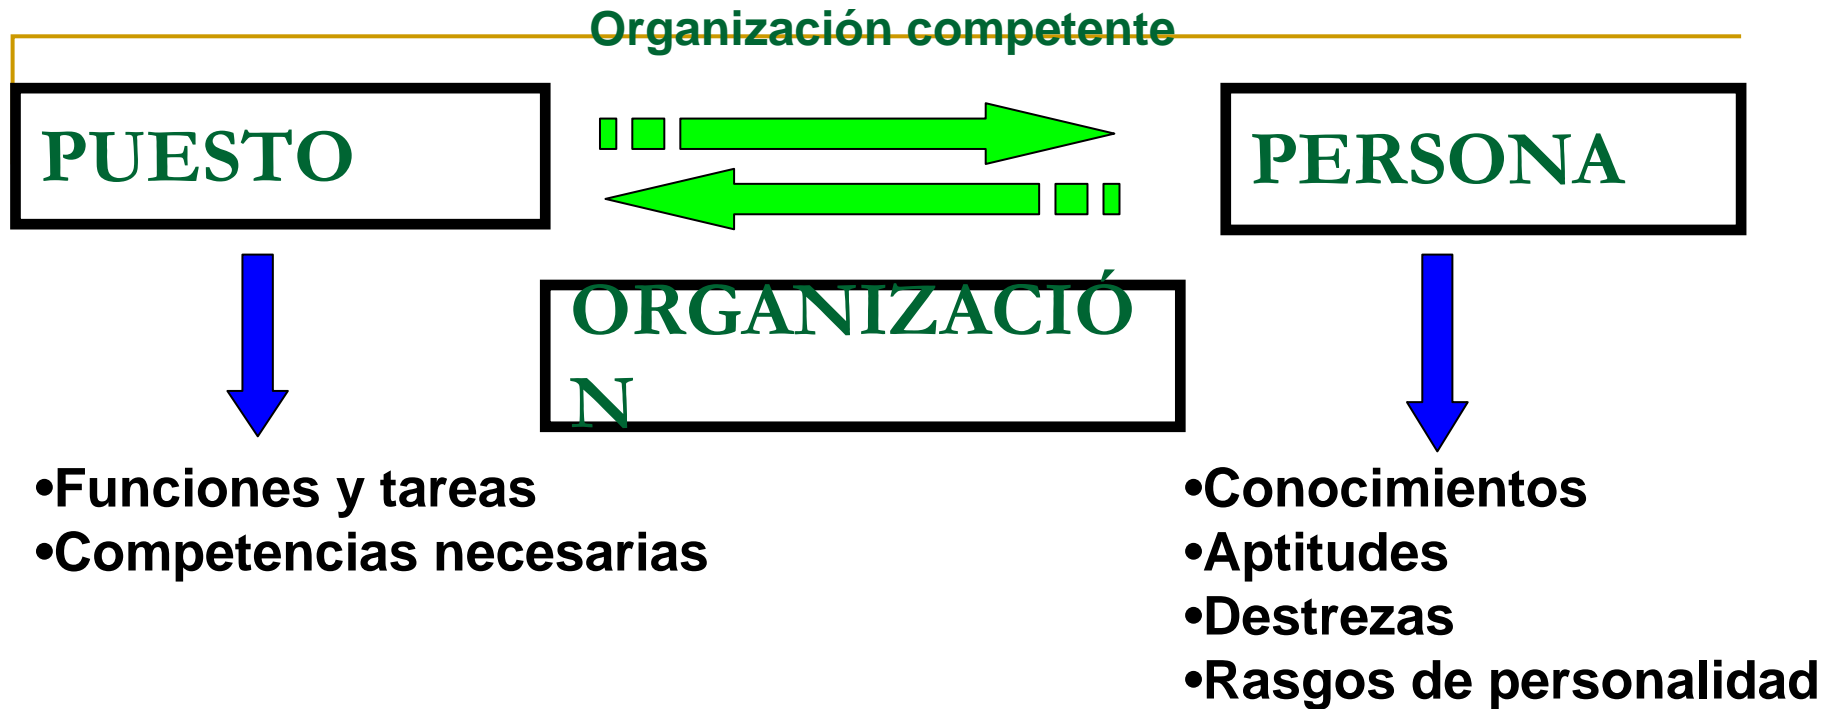 Organización competente
PUESTO
PERSONA
ORGANIZACIÓ
N
•Funciones y tareas
•Competencias necesarias
•Conocimientos
•Aptitudes
•Destrezas
•Rasgos de personalidad